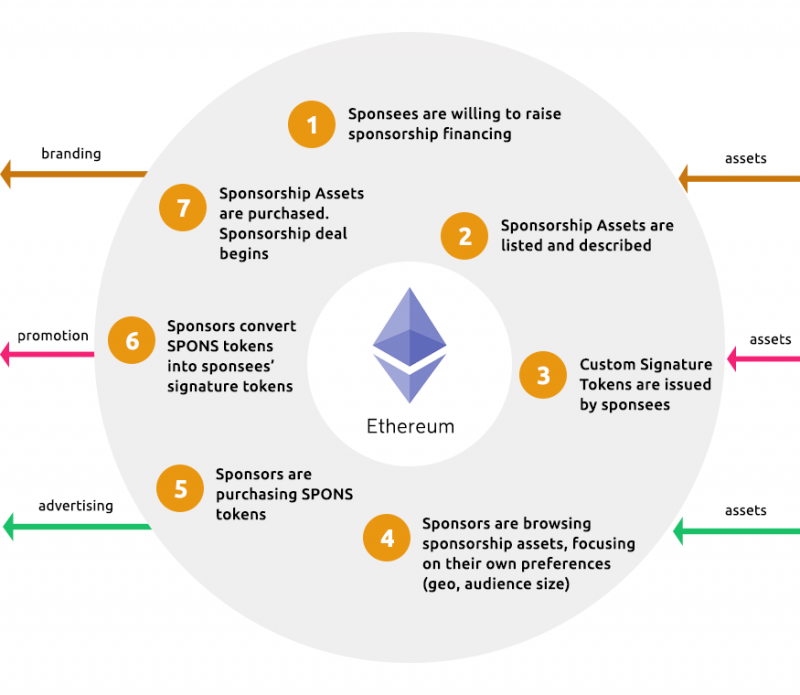 1
Sponsees are willing to raise
sponsorship financing
branding
assets
7
Sponsorship Assets
are purchased.
Sponsorship deal
begins
2
Sponsorship Assets are
listed and described
promotion
6
Sponsors convert
SPONS tokens
into sponsees’
signature tokens
Ethereum
3
Custom Signature
Tokens are issued
by sponsees
assets
advertising
5
Sponsors are
purchasing SPONS
tokens
4
Sponsors are browsing
sponsorship assets, focusing
on their own preferences
(geo, audience size)
assets